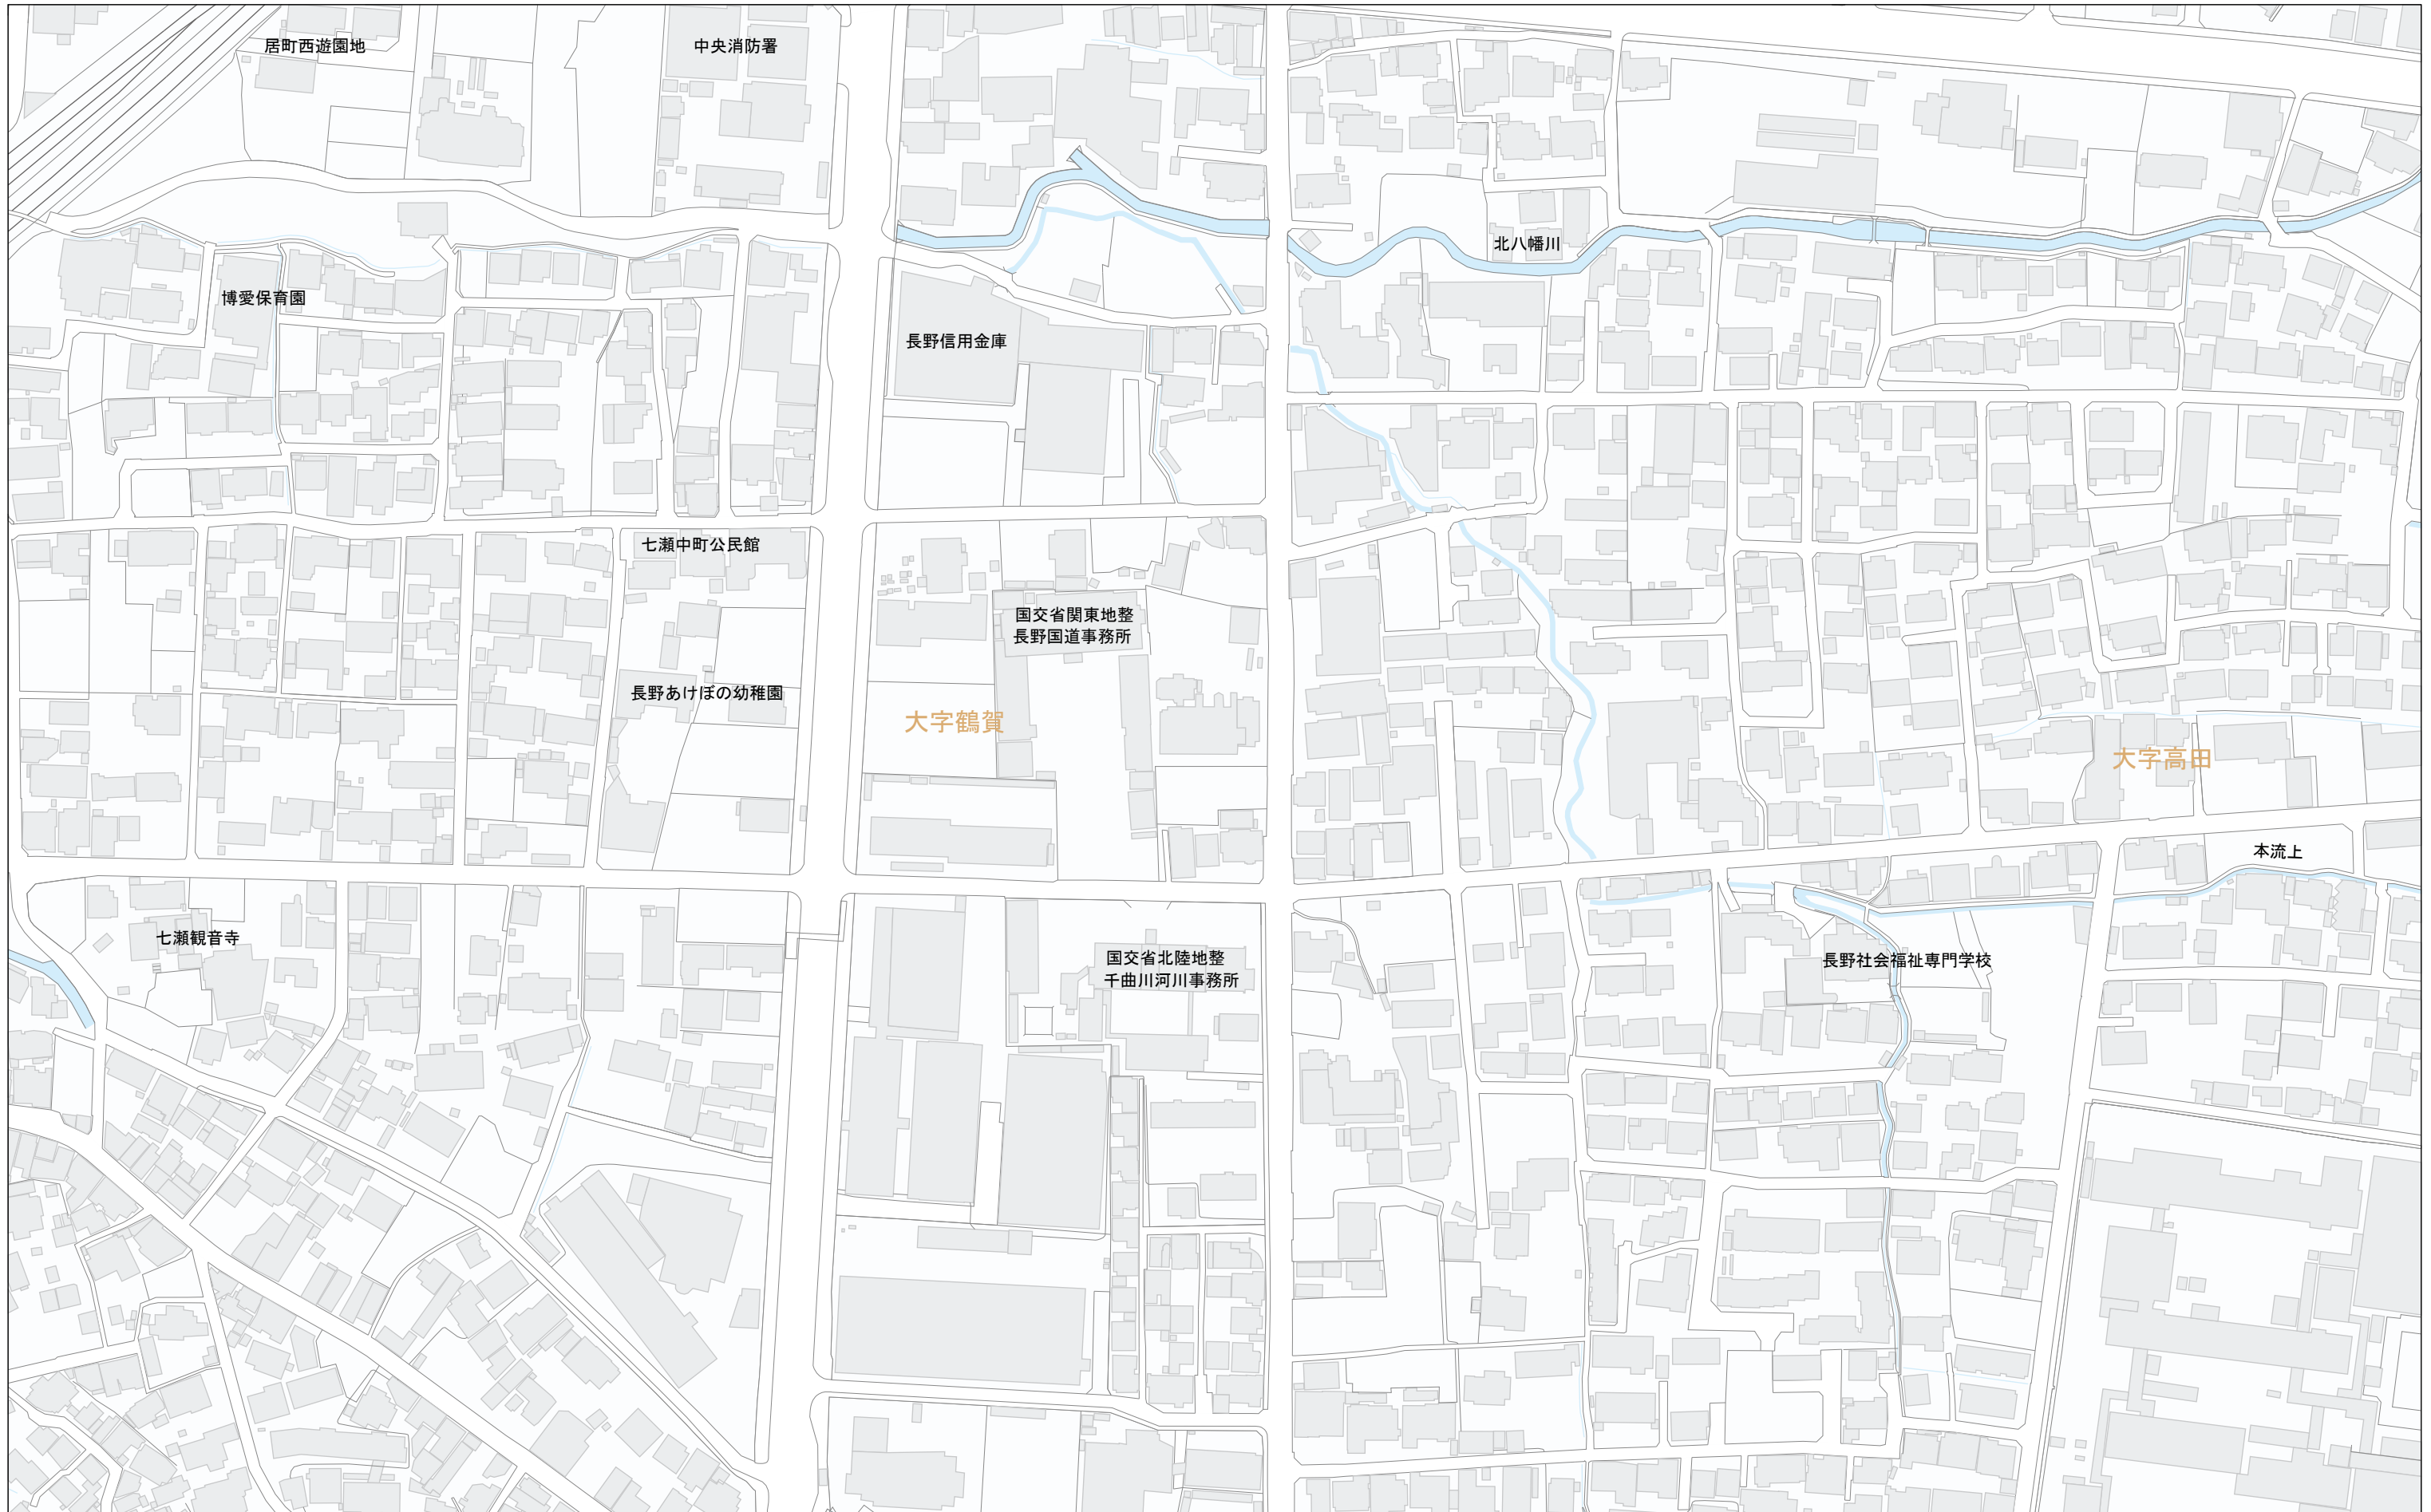 居町西遊園地
中央消防署
北八幡川
博愛保育園
長野信用金庫
七瀬中町公民館
国交省関東地整
長野国道事務所
長野あけぼの幼稚園
大字鶴賀
大字高田
本流上
七瀬観音寺
国交省北陸地整
千曲川河川事務所
長野社会福祉専門学校